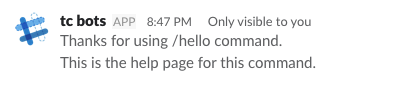 tc bots APP 8:47 PM Only visible to you
Thanks for using /hello command.
This is the help page for this command.